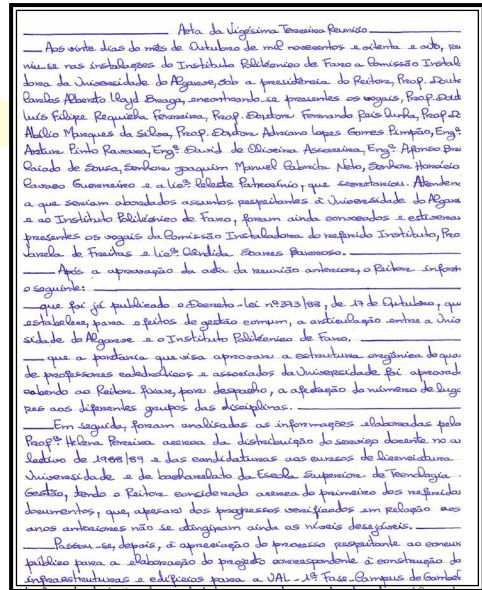 Acta da Vigésima Terceira Reunião
Aos vinte dias do mês de Outubro de mil novecentos e oitenta e oito, reu
niu-se nas instalações do Instituto Politécnico de Faro a Comissão Instal
dora da Universidade do Algarve, sob a presidência do Reitor, Prof. Douto
Carlos Alberto Lloyd Braga, encontrando-se presentes os vogais, Prof. Dout
Luís Filipe Requicha Ferreira, Prof. Doutor Fernando Pais Cunha, Prof. D
Abílio Marques da Silva, Prof. Doutor Adriano Lopes Gomes Pimpão, Engº
Artur Pinto Ravara, Engº David de Oliveira Assoreira, Engº Afonso Bra
Caiado de Sousa, Senhor Joaquim Manuel Cabrita Neto, Senhor Horácio
Cavaco Guerreiro e a Licª Celeste Patrocínio, que secretariou. Atenden
a que seriam abordados assuntos respeitantes à Universidade do Algarv
e ao Instituto Politécnico de Faro, foram ainda convocados e estiveram
presentes os vogais da Comissão Instaladora do referido Instituto, Pro
Varela de Freitas e Licª Cândida Soares Barroso.
Após a aprovação da acta da reunião anterior, o Reitor inform
o seguinte:
que foi já publicado o Decreto-Lei nº 373/88, de 17 de Outubro, qu
estabelece, para efeitos de gestão comum, a articulação entre a Univ
sidade do Algarve e o Instituto Politécnico de Faro.
que a portaria que visa aprovar a estrutura orgânica do qua
de professores catedráticos e associados da Universidade foi aprovad
cabendo ao Reitor fixar, por despacho, a afetação do número de luga
res aos diferentes grupos das disciplinas.
Em seguida, foram analisadas as informações elaboradas pela
Profª Helena Pereira acerca da distribuição do serviço docente no a
lectivo de 1988/89 e das candidaturas aos cursos de licenciatura
Universidade e de bacharelato da Escola Superior de Tecnologia
Gestão, tendo o Reitor considerado acerca do primeiro dos referidos
documentos, que, apesar dos progressos verificados em relação aos
anos anteriores não se atingiram ainda os níveis desejáveis.
Passou-se, depois, à apreciação do processo respeitante ao concur
público para a elaboração do projecto correspondente à construção da
infraestruturas e edifícios para a UAL - 1ª Fase - Campus de Gambel